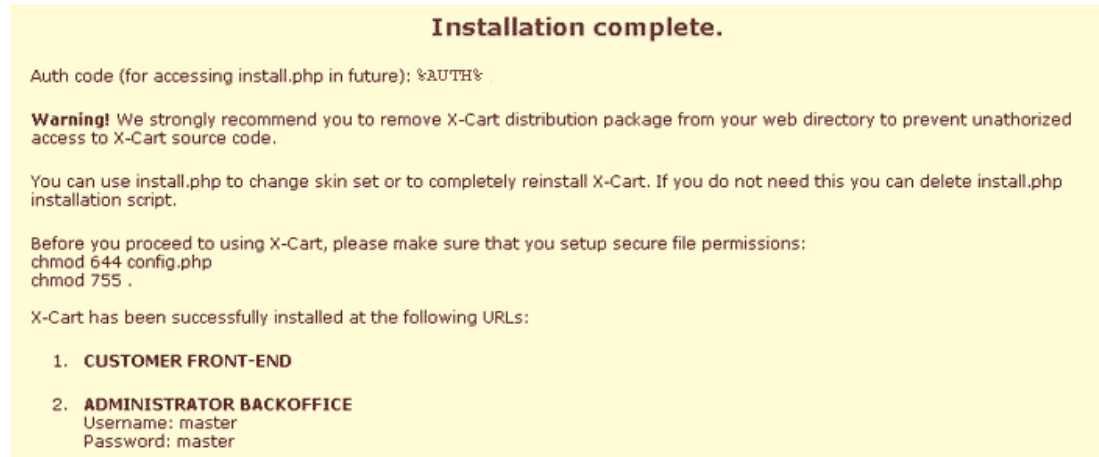 Installation complete.
Auth code (for accessing install.php in future): %AUTH%
Warning! We strongly recommend you to remove X-Cart distribution package from your web directory to prevent unathorized
access to X-Cart source code.
You can use install.php to change skin set or to completely reinstall X-Cart. If you do not need this you can delete install.php
installation script.
Before you proceed to using X-Cart, please make sure that you setup secure file permissions:
chmod 644 config.php
chmod 755 .
X-Cart has been successfully installed at the following URLs:
1. CUSTOMER FRONT-END
2. ADMINISTRATOR BACKOFFICE
Username: master
Password: master